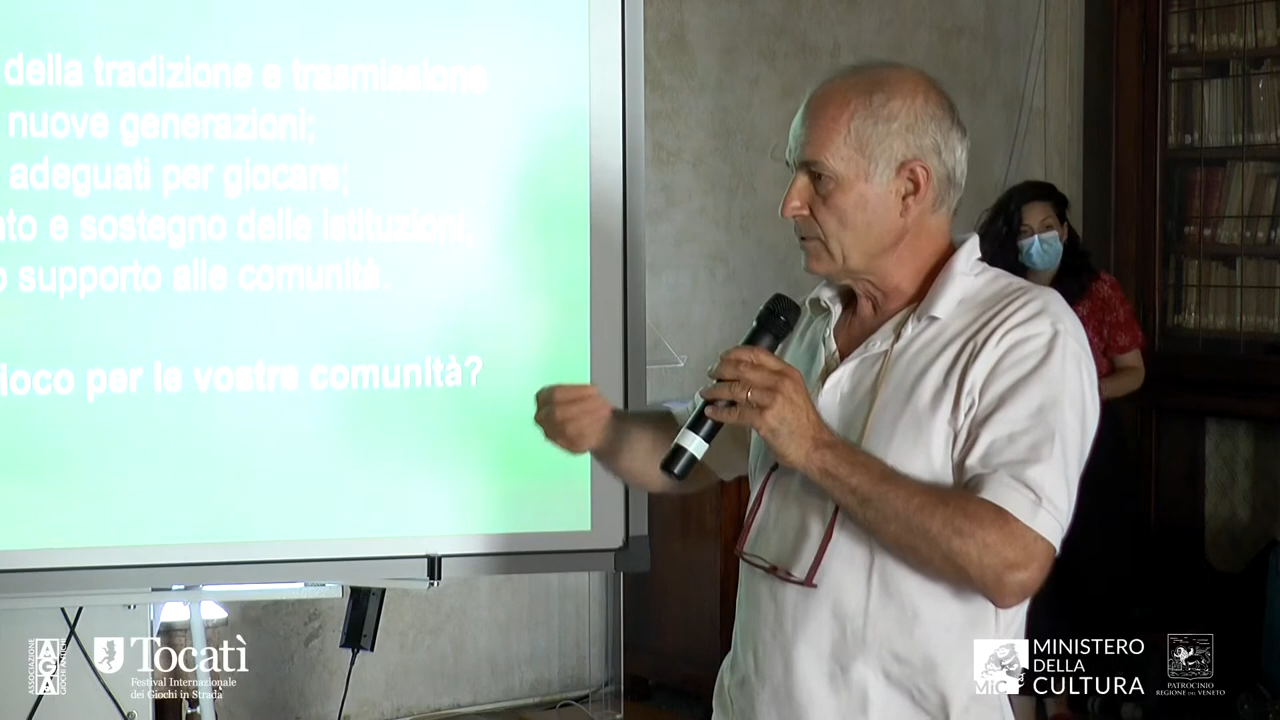 della tradizione e trasmissione
nuove generazioni;
adeguati per giocare;
to e sostegno delle istituzioni,
o supporto alle comunità.
ioco per le vostre comunità?
ASSOCIAZIONE
AGA
GIOCHI ANTICHI
Tocatì
Festival Internazionale
dei Giochi in Strada
MiC
MINISTERO
DELLA
CULTURA
PATROCINIO
REGIONE DEL VENETO